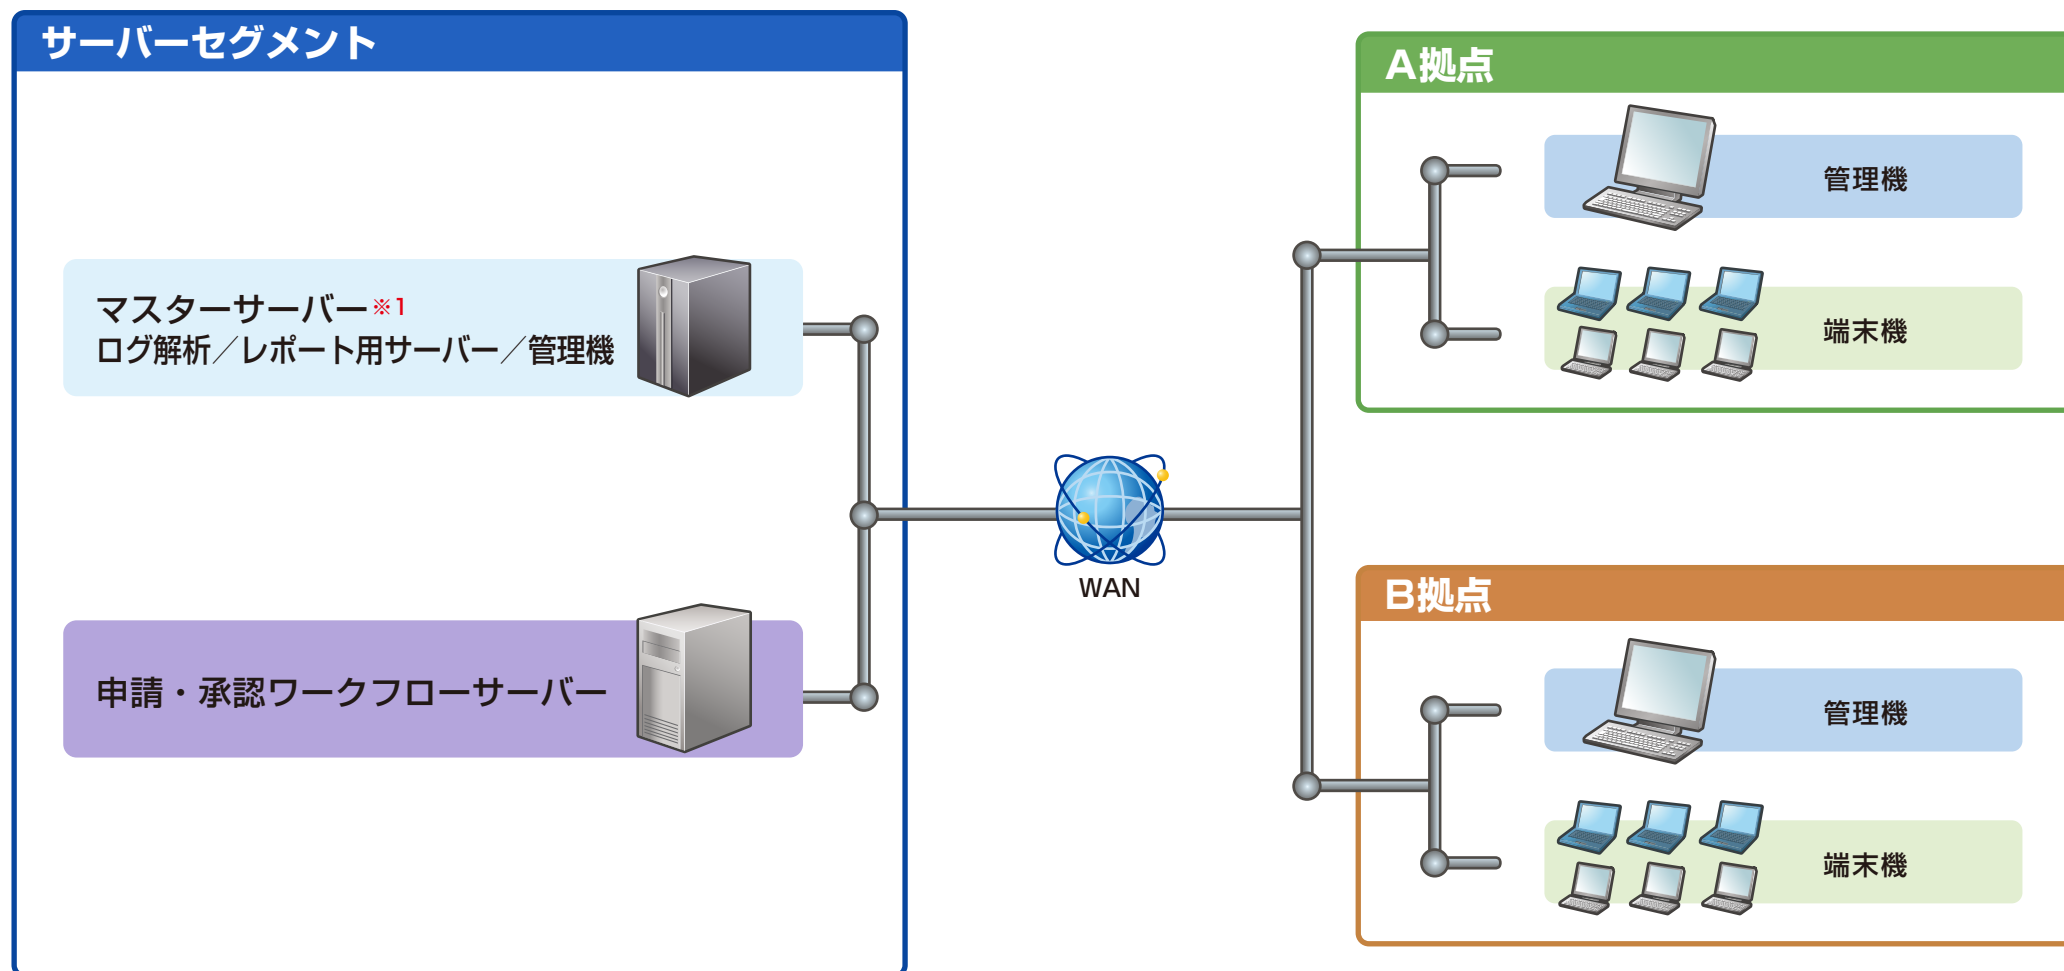 サーバーセグメント
マスターサーバー※1
ログ解析／レポート用サーバー／管理機
申請・承認ワークフローサーバー
WAN
A拠点
管理機
端末機
B拠点
管理機
端末機